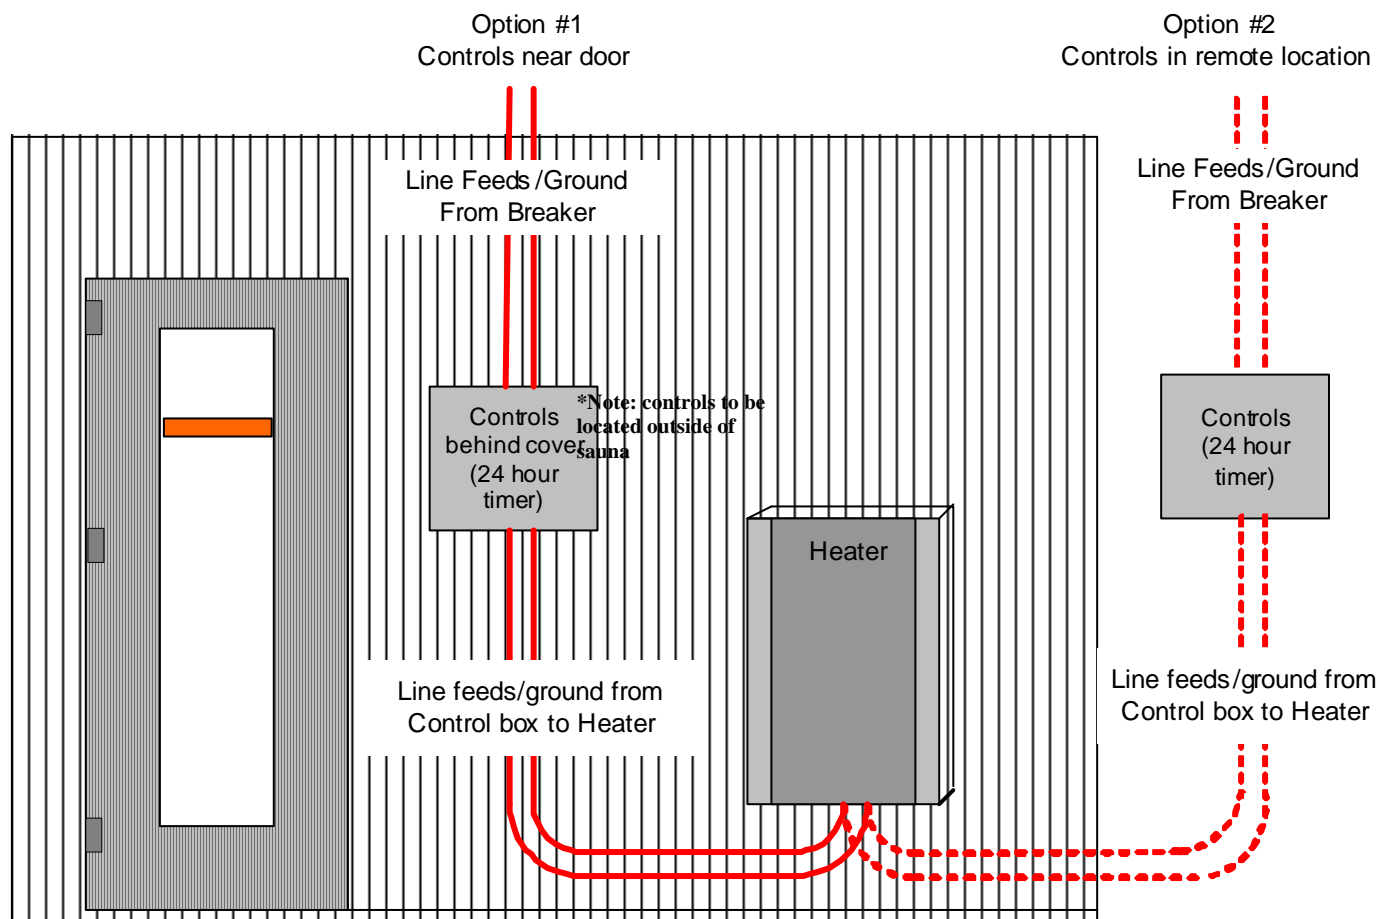 Option #1
Controls near door
Option #2
Controls in remote location
Line Feeds/Ground
From Breaker
Line Feeds/Ground
From Breaker
Controls
behind cover
(24 hour
timer)
*Note: controls to be
located outside of
sauna
Controls
(24 hour
timer)
Heater
Line feeds/ground from
Control box to Heater
Line feeds/ground from
Control box to Heater